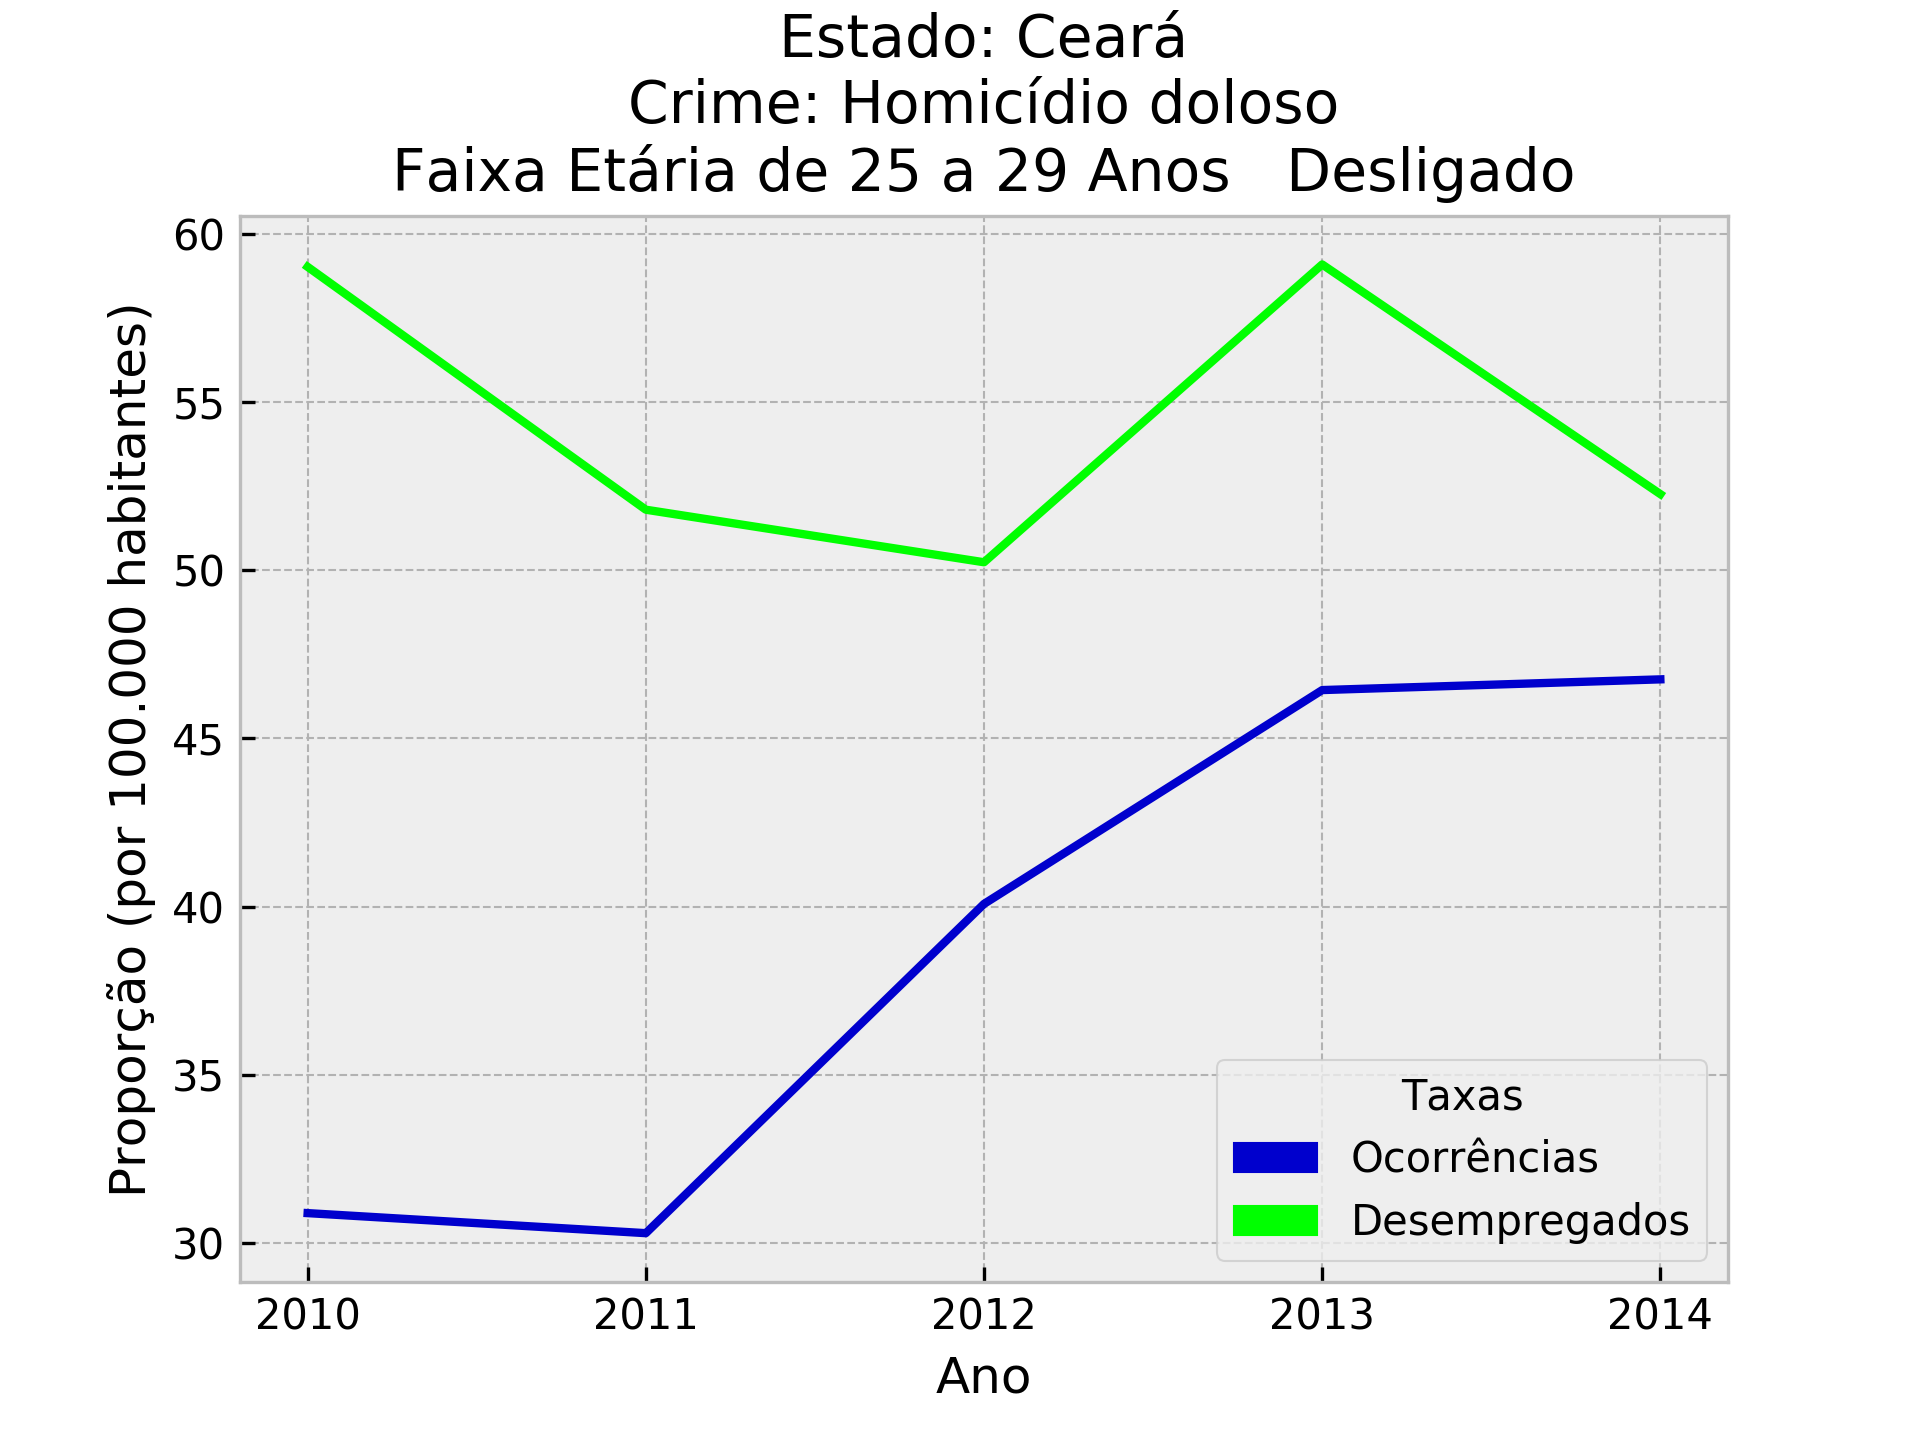 Estado: Ceará
Crime: Homicídio doloso
Faixa Etária de 25 a 29 Anos   Desligado
Proporção (por 100.000 habitantes)
60
55
50
45
40
35
30
Taxas
Ocorrências
Desempregados
2010 2011 2012 2013 2014
Ano